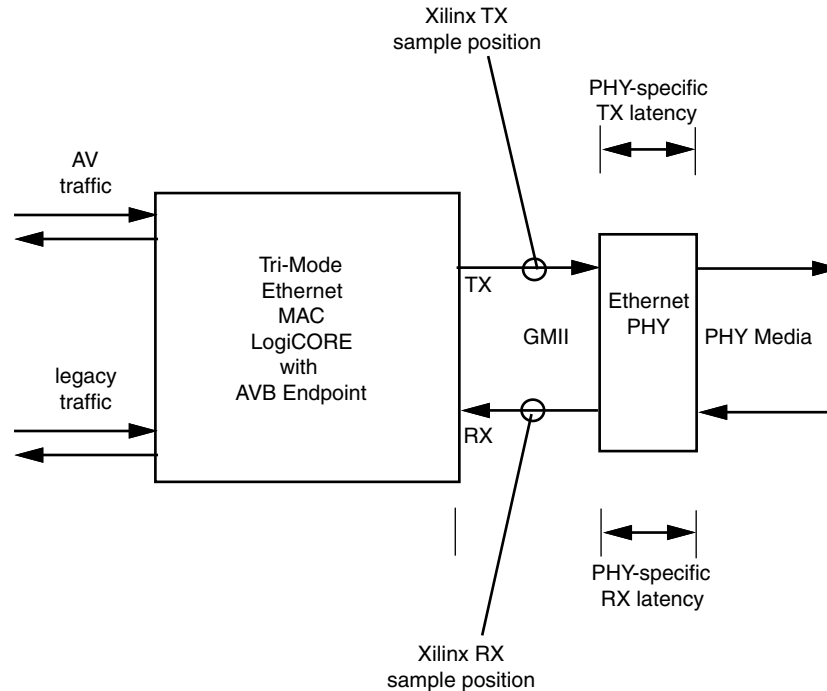 Xilinx TX
sample position
PHY-specific
TX latency
AV
traffic
Tri-Mode
Ethernet
MAC
LogiCORE
with
AVB Endpoint
TX
Ethernet
PHY
GMII
PHY Media
legacy
traffic
RX
PHY-specific
RX latency
Xilinx RX
sample position